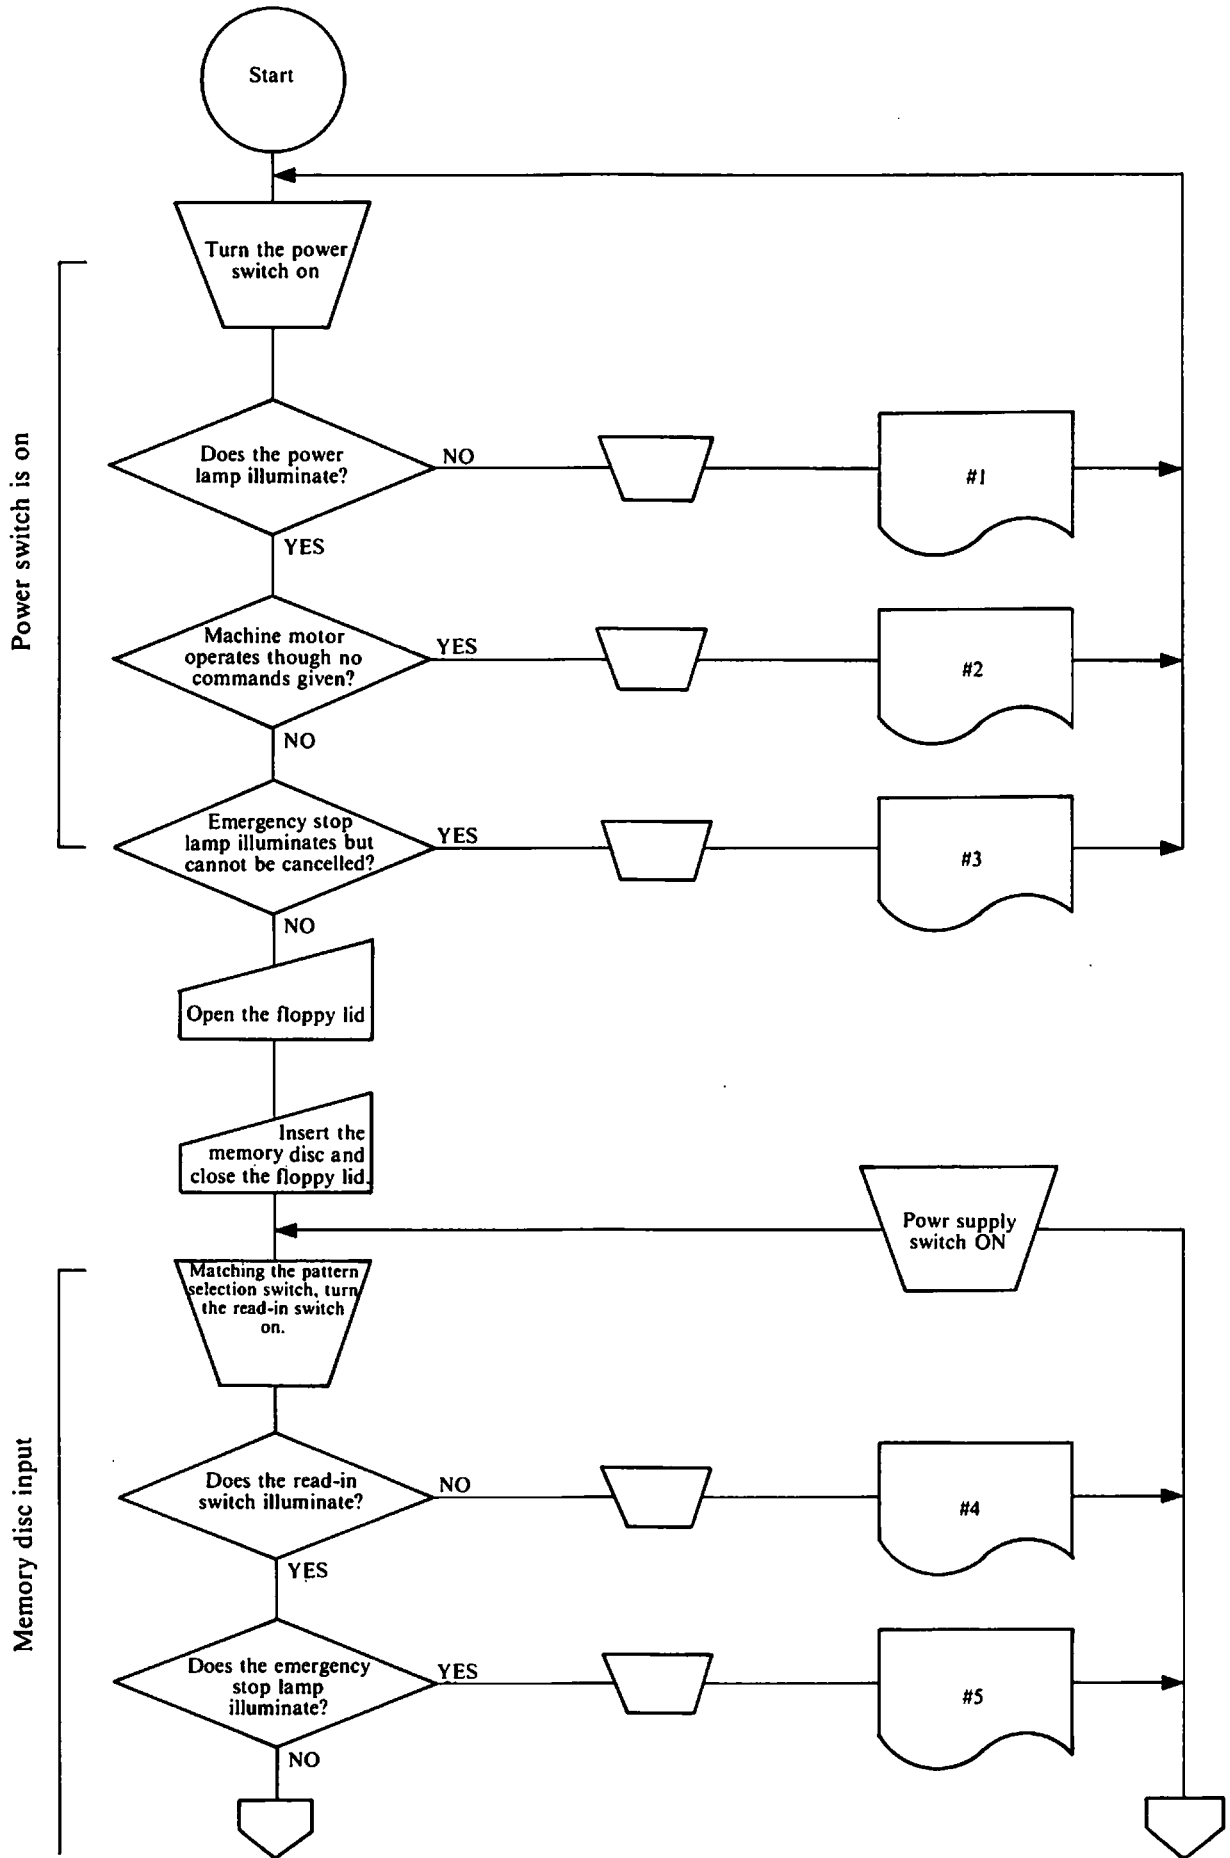 Start
Turn the power
switch on
Power switch is on
Does the power
lamp illuminate?
NO
#1
YES
Machine motor
operates though no
commands given?
YES
#2
NO
Emergency stop
lamp illuminates but
cannot be cancelled?
YES
#3
NO
Open the floppy lid
Insert the
memory disc and
close the floppy lid.
Powr supply
switch ON
Matching the pattern
selection switch, turn
the read-in switch
on.
Memory disc input
Does the read-in
switch illuminate?
NO
#4
YES
Does the emergency
stop lamp
illuminate?
YES
#5
NO